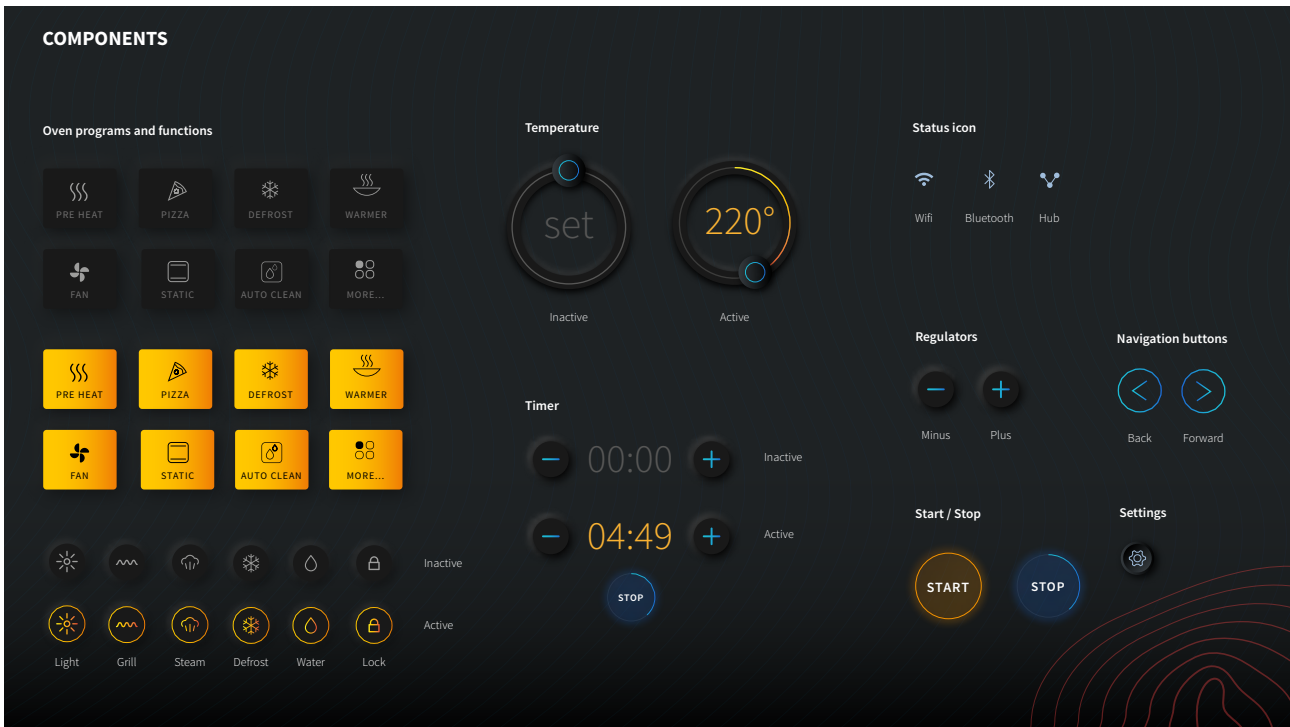 COMPONENTS
Oven programs and functions
PRE HEAT
PIZZA
DEFROST
WARMER
FAN
STATIC
AUTO CLEAN
MORE...
PRE HEAT
PIZZA
DEFROST
WARMER
FAN
STATIC
AUTO CLEAN
MORE...
Inactive
Active
Light
Grill
Steam
Defrost
Water
Lock
Temperature
set
220°
Inactive
Active
Timer
00:00
Inactive
04:49
Active
STOP
Status icon
Wifi
Bluetooth
Hub
Regulators
Minus
Plus
Navigation buttons
Back
Forward
Start / Stop
START
STOP
Settings